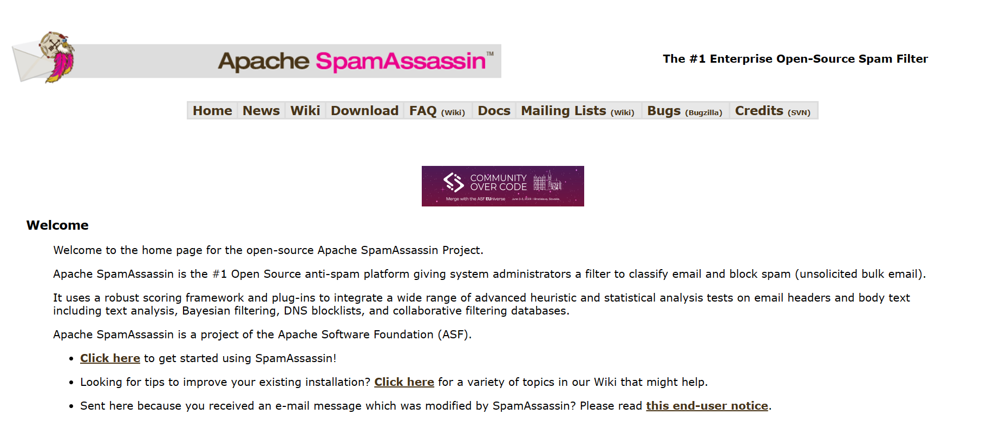 Apache SpamAssassin™
The #1 Enterprise Open-Source Spam Filter
Home News Wiki Download FAQ (Wiki) Docs Mailing Lists (Wiki) Bugs (Bugzilla) Credits (SVN)
COMMUNITY
OVER CODE
Merge with the ASF EUniverse June 3-5, 2024 | Bratislava, Slovakia
Welcome
Welcome to the home page for the open-source Apache SpamAssassin Project.
Apache SpamAssassin is the #1 Open Source anti-spam platform giving system administrators a filter to classify email and block spam (unsolicited bulk email).
It uses a robust scoring framework and plug-ins to integrate a wide range of advanced heuristic and statistical analysis tests on email headers and body text
including text analysis, Bayesian filtering, DNS blocklists, and collaborative filtering databases.
Apache SpamAssassin is a project of the Apache Software Foundation (ASF).
• Click here to get started using SpamAssassin!
• Looking for tips to improve your existing installation? Click here for a variety of topics in our Wiki that might help.
• Sent here because you received an e-mail message which was modified by SpamAssassin? Please read this end-user notice.